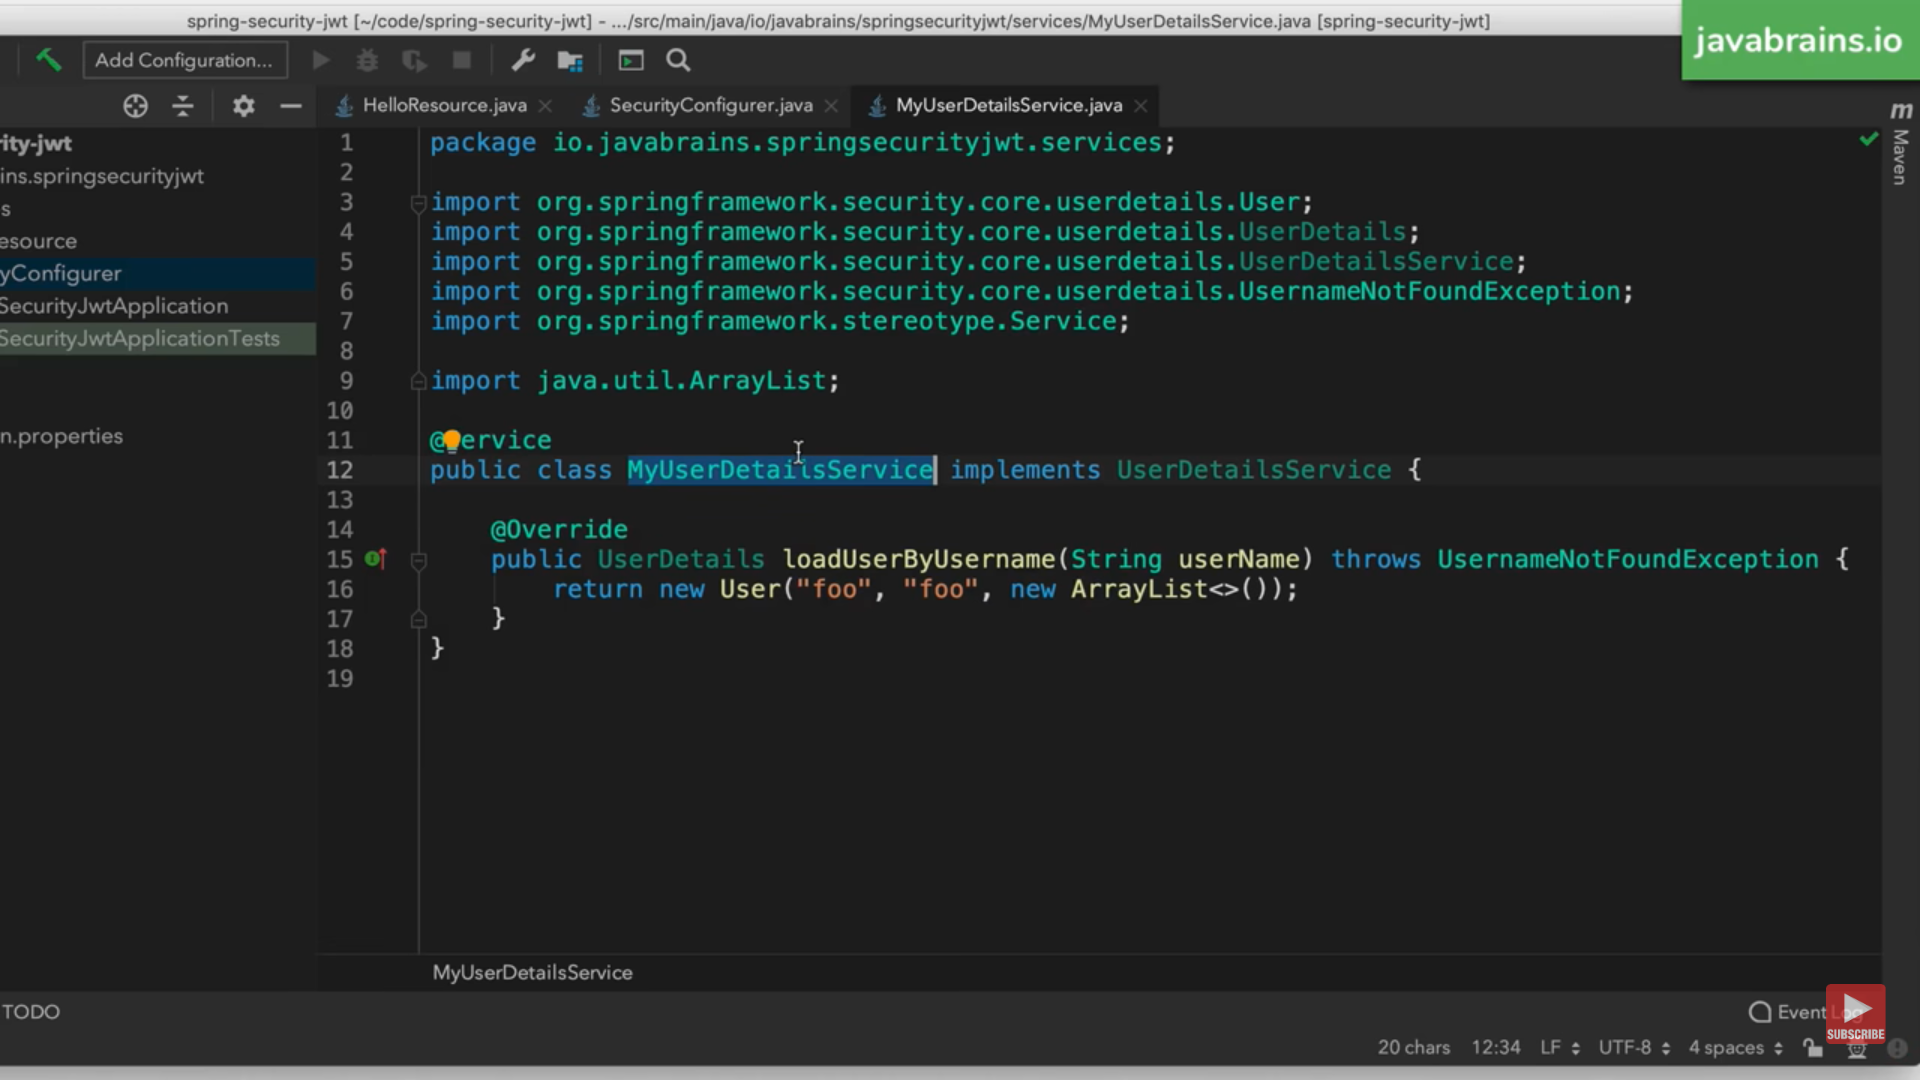 spring-security-jwt [~/code/spring-security-jwt] - .../src/main/java/io/javabrains/springsecurityjwt/services/MyUserDetailsService.java [spring-security-jwt]
javabrains.io
Add Configuration...
HelloResource.java
SecurityConfigurer.java
MyUserDetailsService.java
m
Maven
rity-jwt
ins.springsecurityjwt
s
esource
yConfigurer
SecurityJwtApplication
SecurityJwtApplicationTests
n.properties
1 package io.javabrains.springsecurityjwt.services;
2
3 import org.springframework.security.core.userdetails.User;
4 import org.springframework.security.core.userdetails.UserDetails;
5 import org.springframework.security.core.userdetails.UserDetailsService;
6 import org.springframework.security.core.userdetails.UsernameNotFoundException;
7 import org.springframework.stereotype.Service;
8
9 import java.util.ArrayList;
10
11 @Service
12 public class MyUserDetailsService implements UserDetailsService {
13
14 @Override
15 public UserDetails loadUserByUsername(String userName) throws UsernameNotFoundException {
16 return new User("foo", "foo", new ArrayList<>());
17 }
18 }
19
MyUserDetailsService
TODO
Event Log
SUBSCRIBE
20 chars 12:34 LF UTF-8 4 spaces